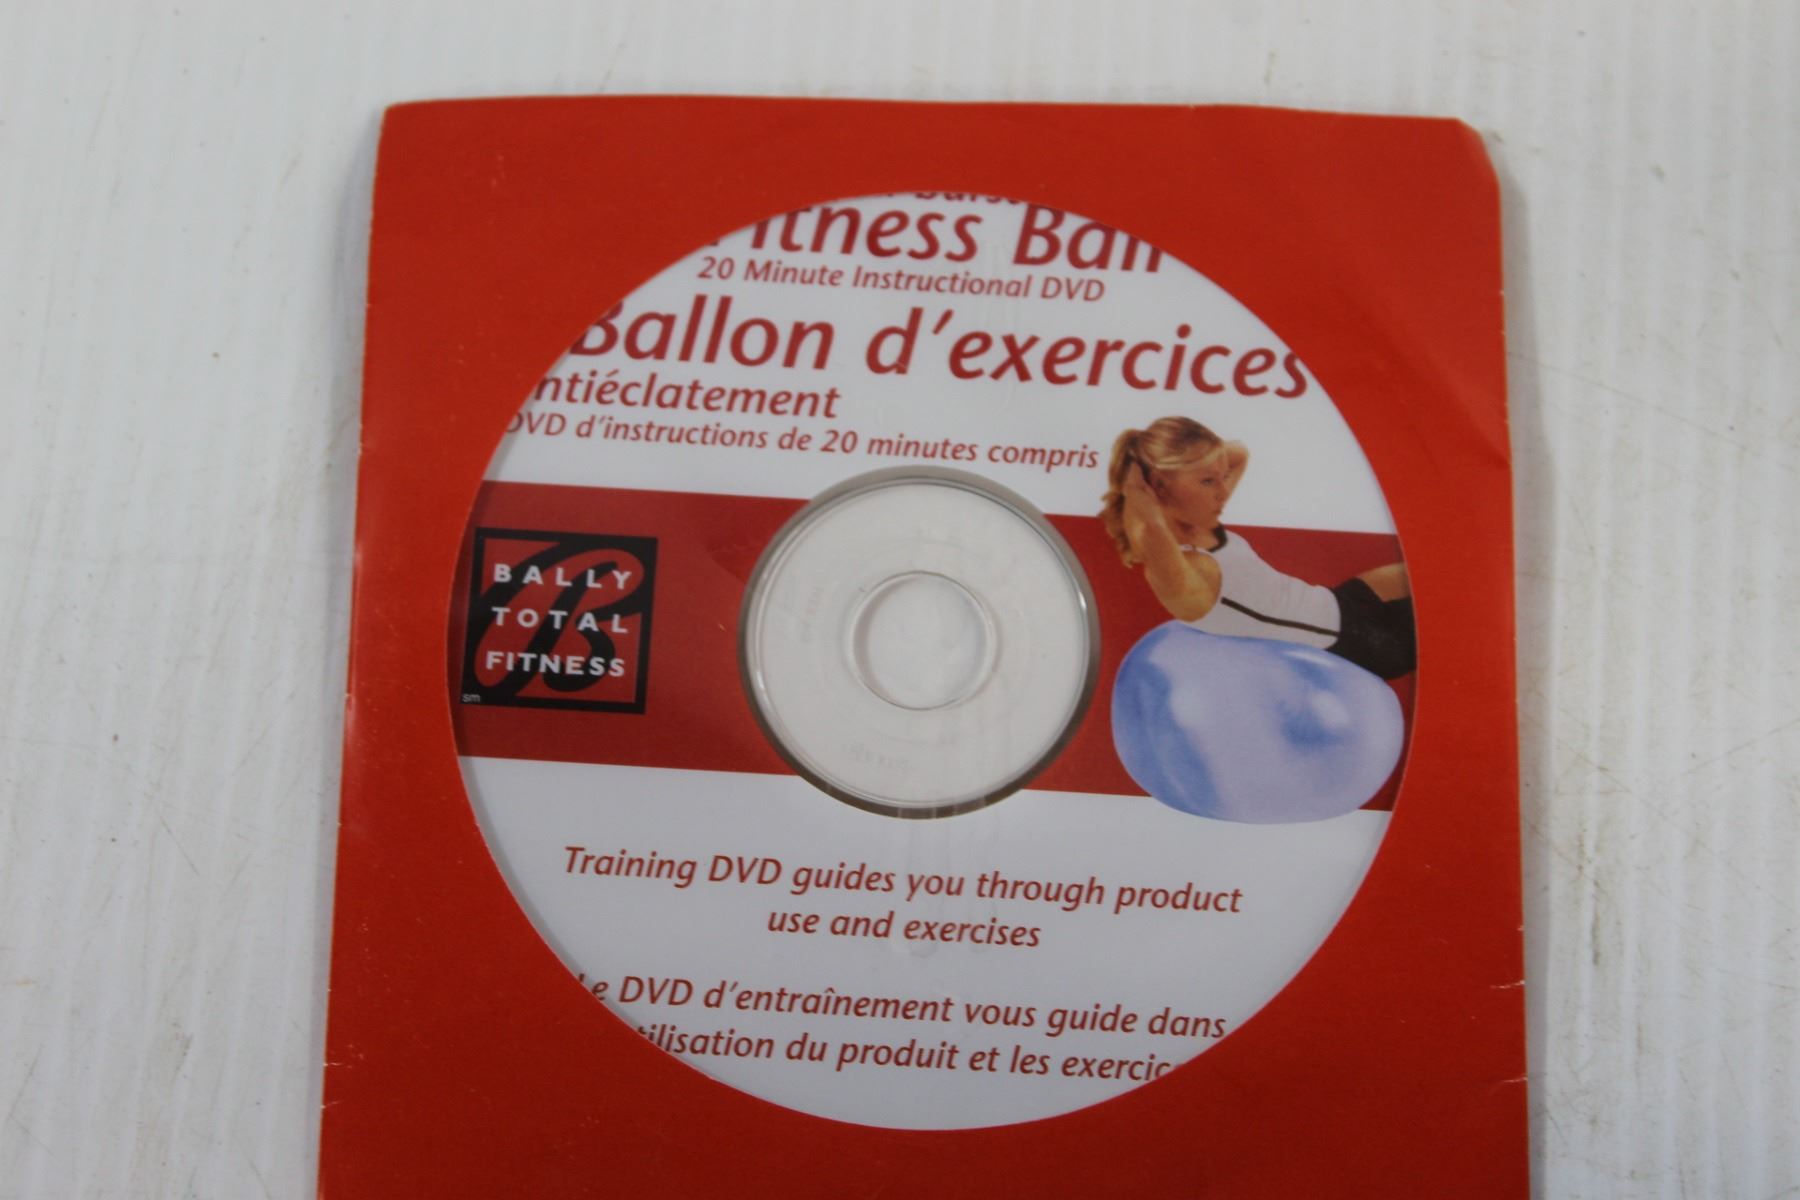 Fitness Ball
20 Minute Instructional DVD
Ballon d'exercices
ntiéclatement
DVD d'instructions de 20 minutes compris
BALLY
TOTAL
FITNESS
sm
Training DVD guides you through product
use and exercises
Le DVD d'entraînement vous guide dans
tilisation du produit et les exercic